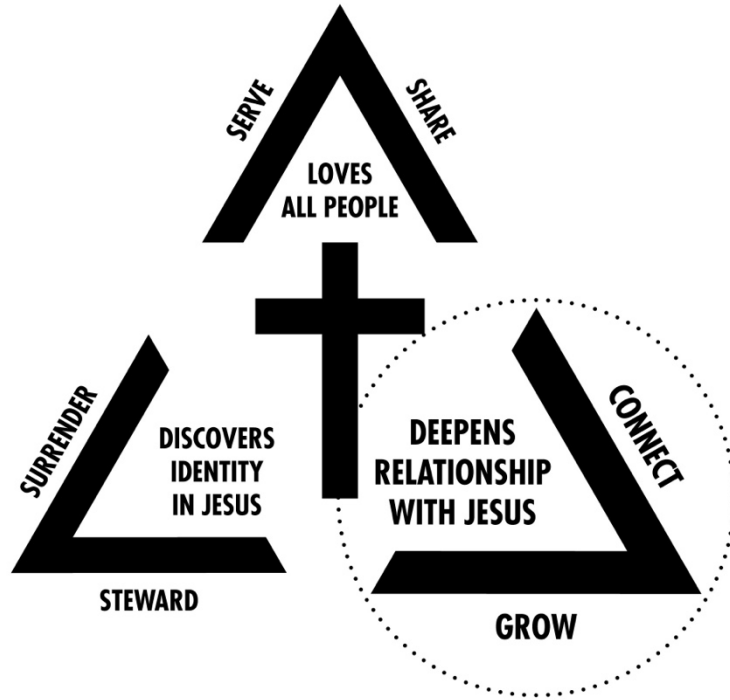 SERVE
SHARE
LOVES
ALL PEOPLE
SURRENDER
DISCOVERS
IDENTITY
IN JESUS
STEWARD
DEEPENS
RELATIONSHIP
WITH JESUS
CONNECT
GROW